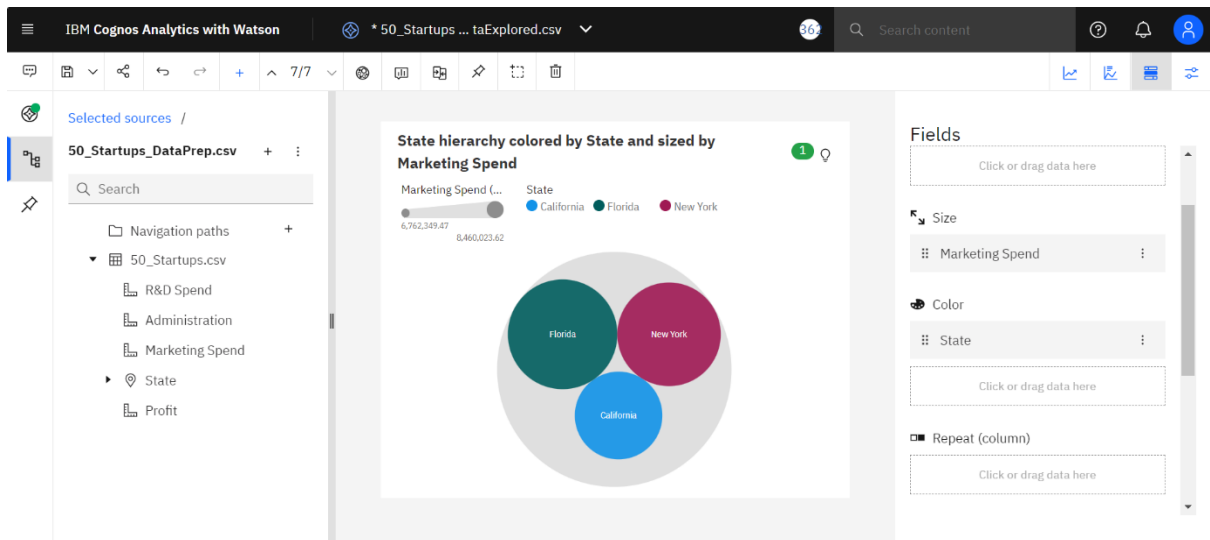 IBM Cognos Analytics with Watson
* 50_Startups ... taExplored.csv
362
Search content
7/7
Selected sources /
50_Startups_DataPrep.csv
Search
Navigation paths
50_Startups.csv
R&D Spend
Administration
Marketing Spend
State
Profit
State hierarchy colored by State and sized by
Marketing Spend
1
Marketing Spend (...
6,762,349.47
8,460,023.62
State
California
Florida
New York
Florida
New York
California
Fields
Click or drag data here
Size
Marketing Spend
Color
State
Click or drag data here
Repeat (column)
Click or drag data here